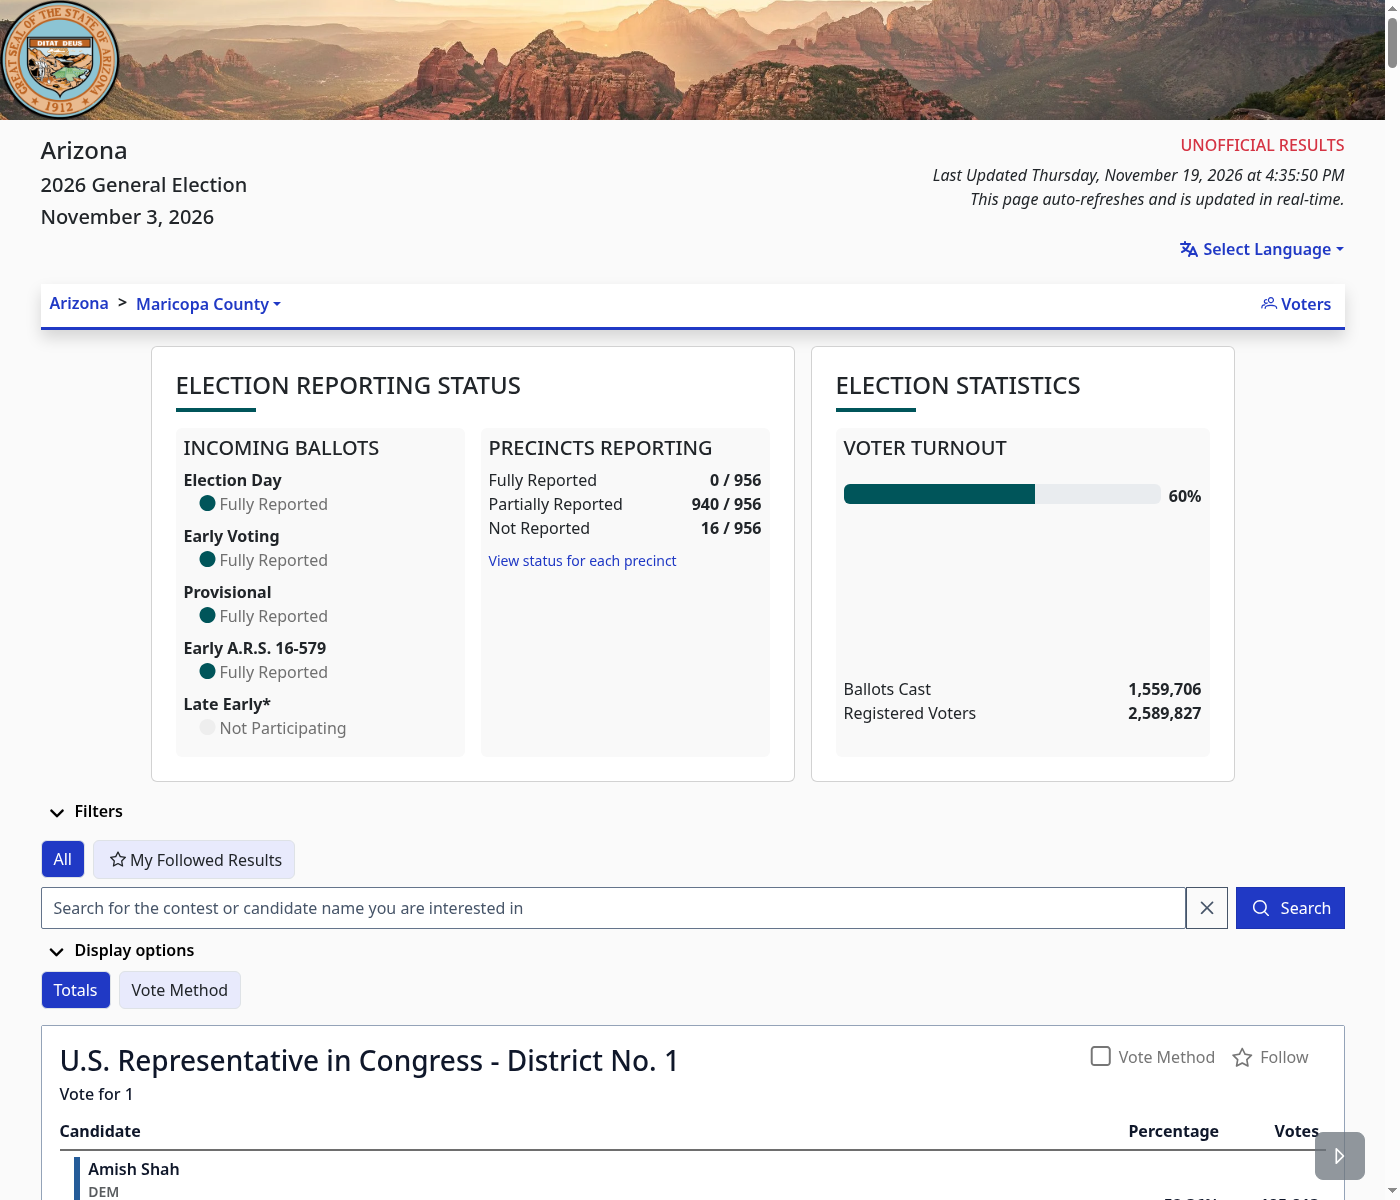 GREAT SEAL OF THE STATE OF ARIZONA
DITAT DEUS
1912
Arizona
2026 General Election
November 3, 2026
UNOFFICIAL RESULTS
Last Updated Thursday, November 19, 2026 at 4:35:50 PM
This page auto-refreshes and is updated in real-time.
Select Language
Arizona > Maricopa County
Voters
ELECTION REPORTING STATUS
INCOMING BALLOTS
Election Day
Fully Reported
Early Voting
Fully Reported
Provisional
Fully Reported
Early A.R.S. 16-579
Fully Reported
Late Early*
Not Participating
PRECINCTS REPORTING
Fully Reported 0 / 956
Partially Reported 940 / 956
Not Reported 16 / 956
View status for each precinct
ELECTION STATISTICS
VOTER TURNOUT
60%
Ballots Cast 1,559,706
Registered Voters 2,589,827
Filters
All
My Followed Results
Search for the contest or candidate name you are interested in
Search
Display options
Totals
Vote Method
U.S. Representative in Congress - District No. 1
Vote Method
Follow
Vote for 1
Candidate Percentage Votes
Amish Shah
DEM